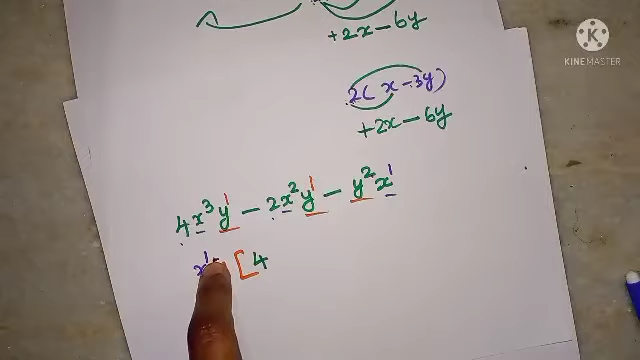 +2x-6y
K
KINEMASTER
2(x-3y)
+2x-6y
4x³y¹-2x²y¹-y²x¹
x¹ [4